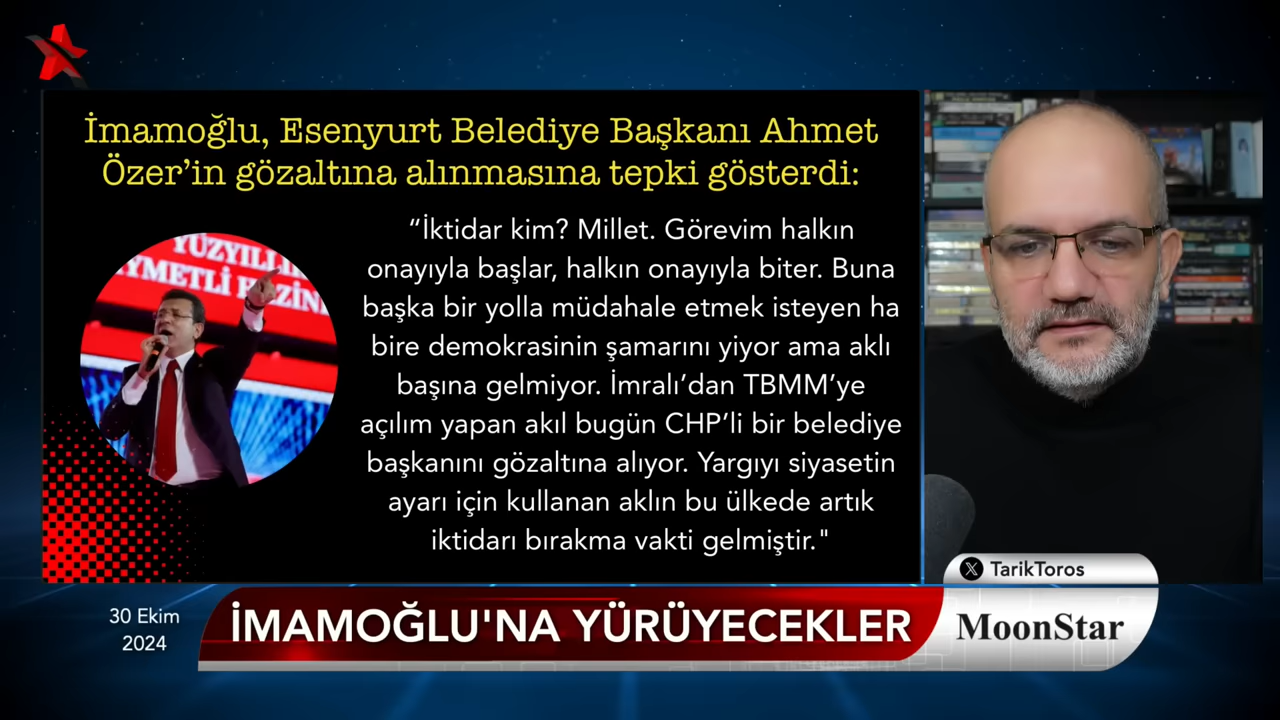 İmamoğlu, Esenyurt Belediye Başkanı Ahmet
Özer'in gözaltına alınmasına tepki gösterdi:
YÜZYILLI
“İktidar kim? Millet. Görevim halkın
onayıyla başlar, halkın onayıyla biter. Buna
başka bir yolla müdahale etmek isteyen ha
bire demokrasinin şamarını yiyor ama aklı
başına gelmiyor. İmralı’dan TBMM’ye
açılım yapan akıl bugün CHP’li bir belediye
başkanını gözaltına alıyor. Yargıyı siyasetin
ayarı için kullanan aklın bu ülkede artık
iktidarı bırakma vakti gelmiştir."
TarikToros
30 Ekim
2024
İMAMOĞLU'NA YÜRÜYECEKLER
MoonStar